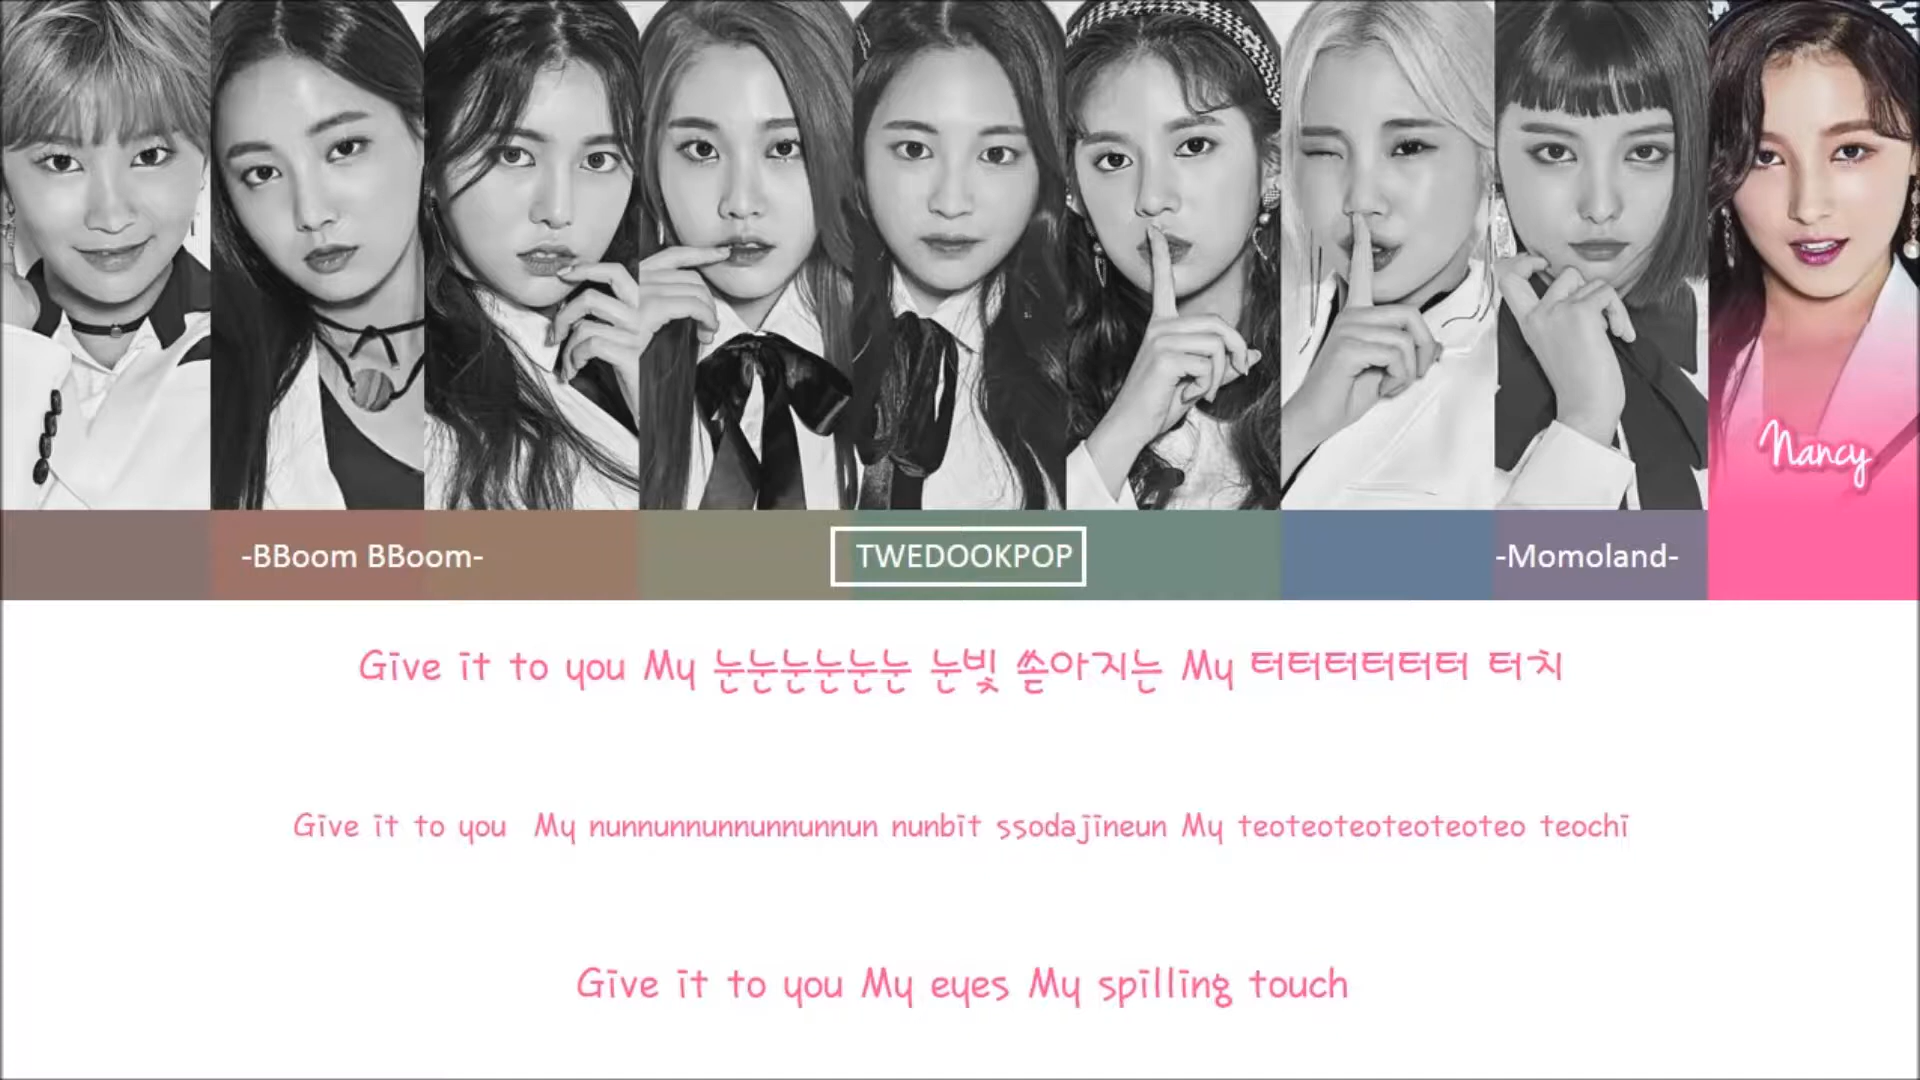 Nancy
-BBoom BBoom-
TWEDOOKPOP
-Momoland-
Give it to you My 눈눈눈눈눈눈 눈빛 쏟아지는 My 터터터터터터 터치
Give it to you My nunnunnunnunnunnun nunbit ssodajineun My teoteoteoteoteoteo teochi
Give it to you My eyes My spilling touch